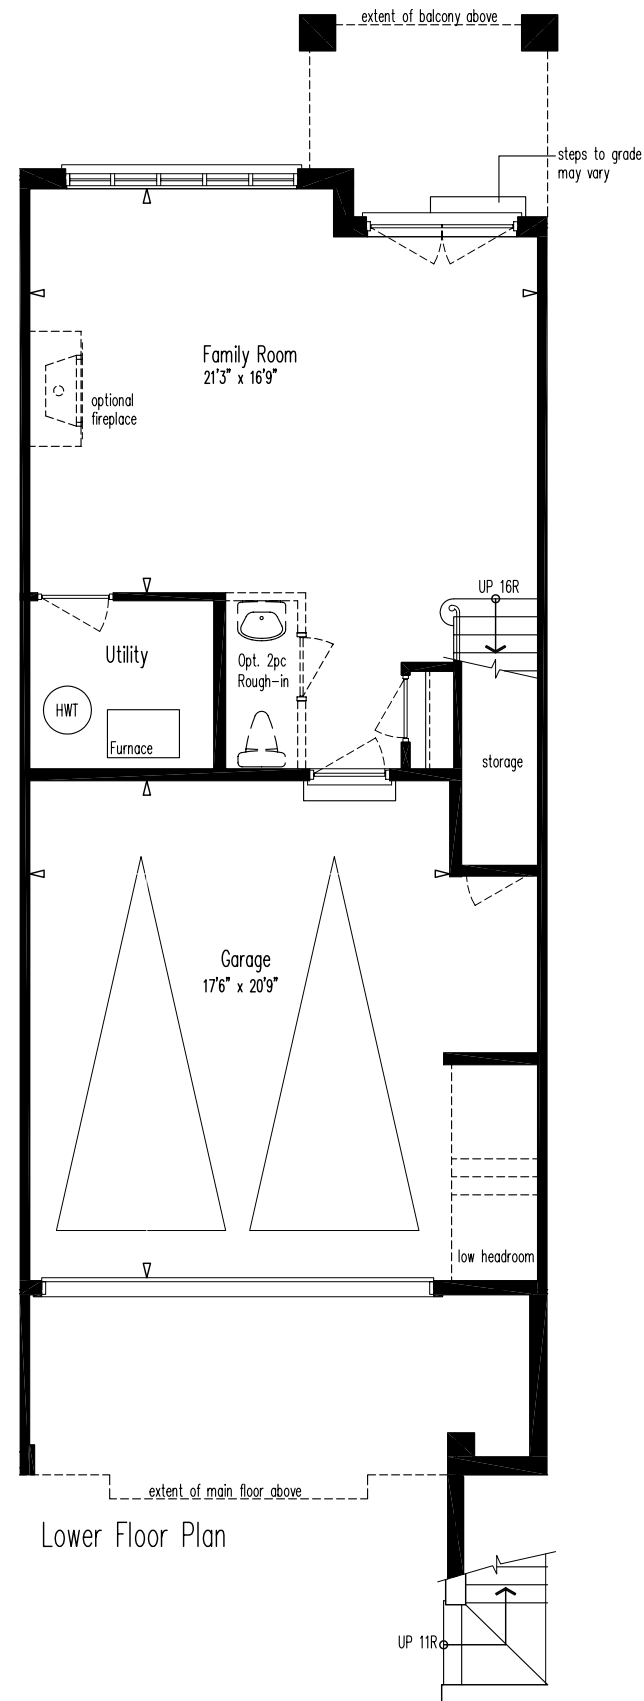 extent of balcony above
steps to grade
may vary
Family Room
21'3" x 16'9"
optional
fireplace
UP 16R
Utility
Opt. 2pc
Rough-in
HWT
Furnace
storage
Garage
17'6" x 20'9"
low headroom
extent of main floor above
Lower Floor Plan
UP 11R